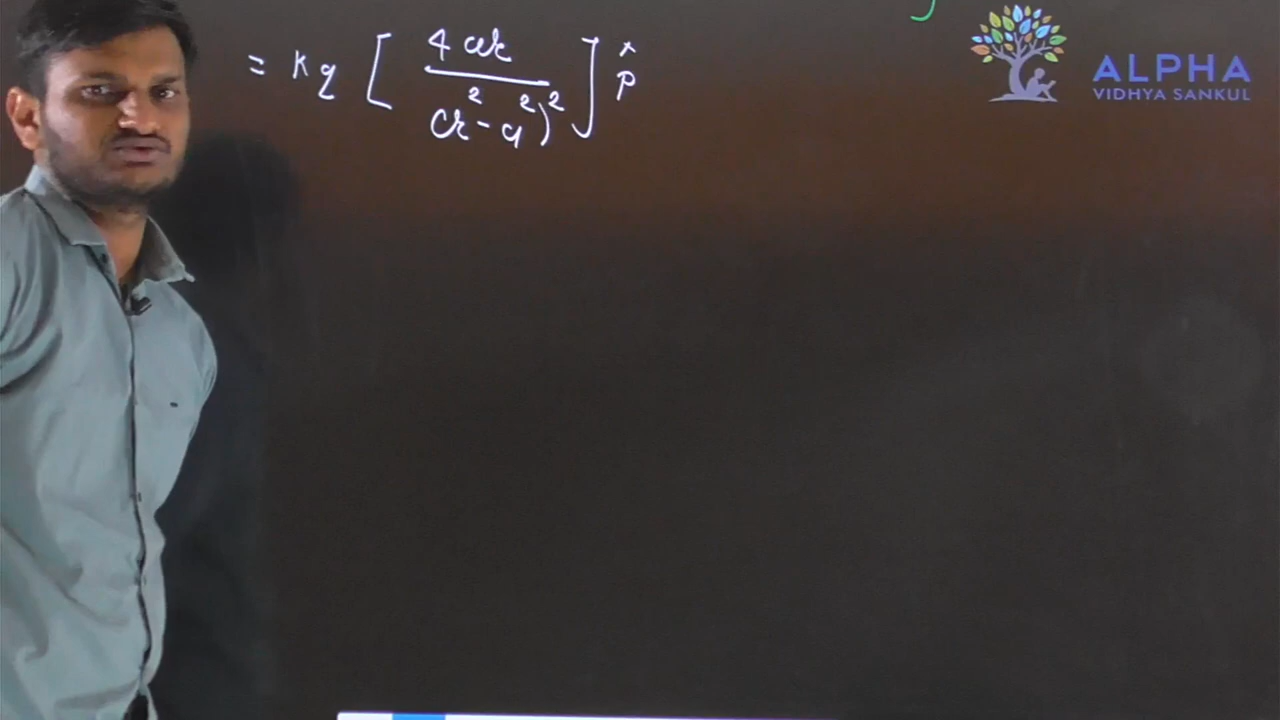 = kq [ 4ar / (r² - a²)² ] p̂
ALPHA
VIDHYA SANKUL